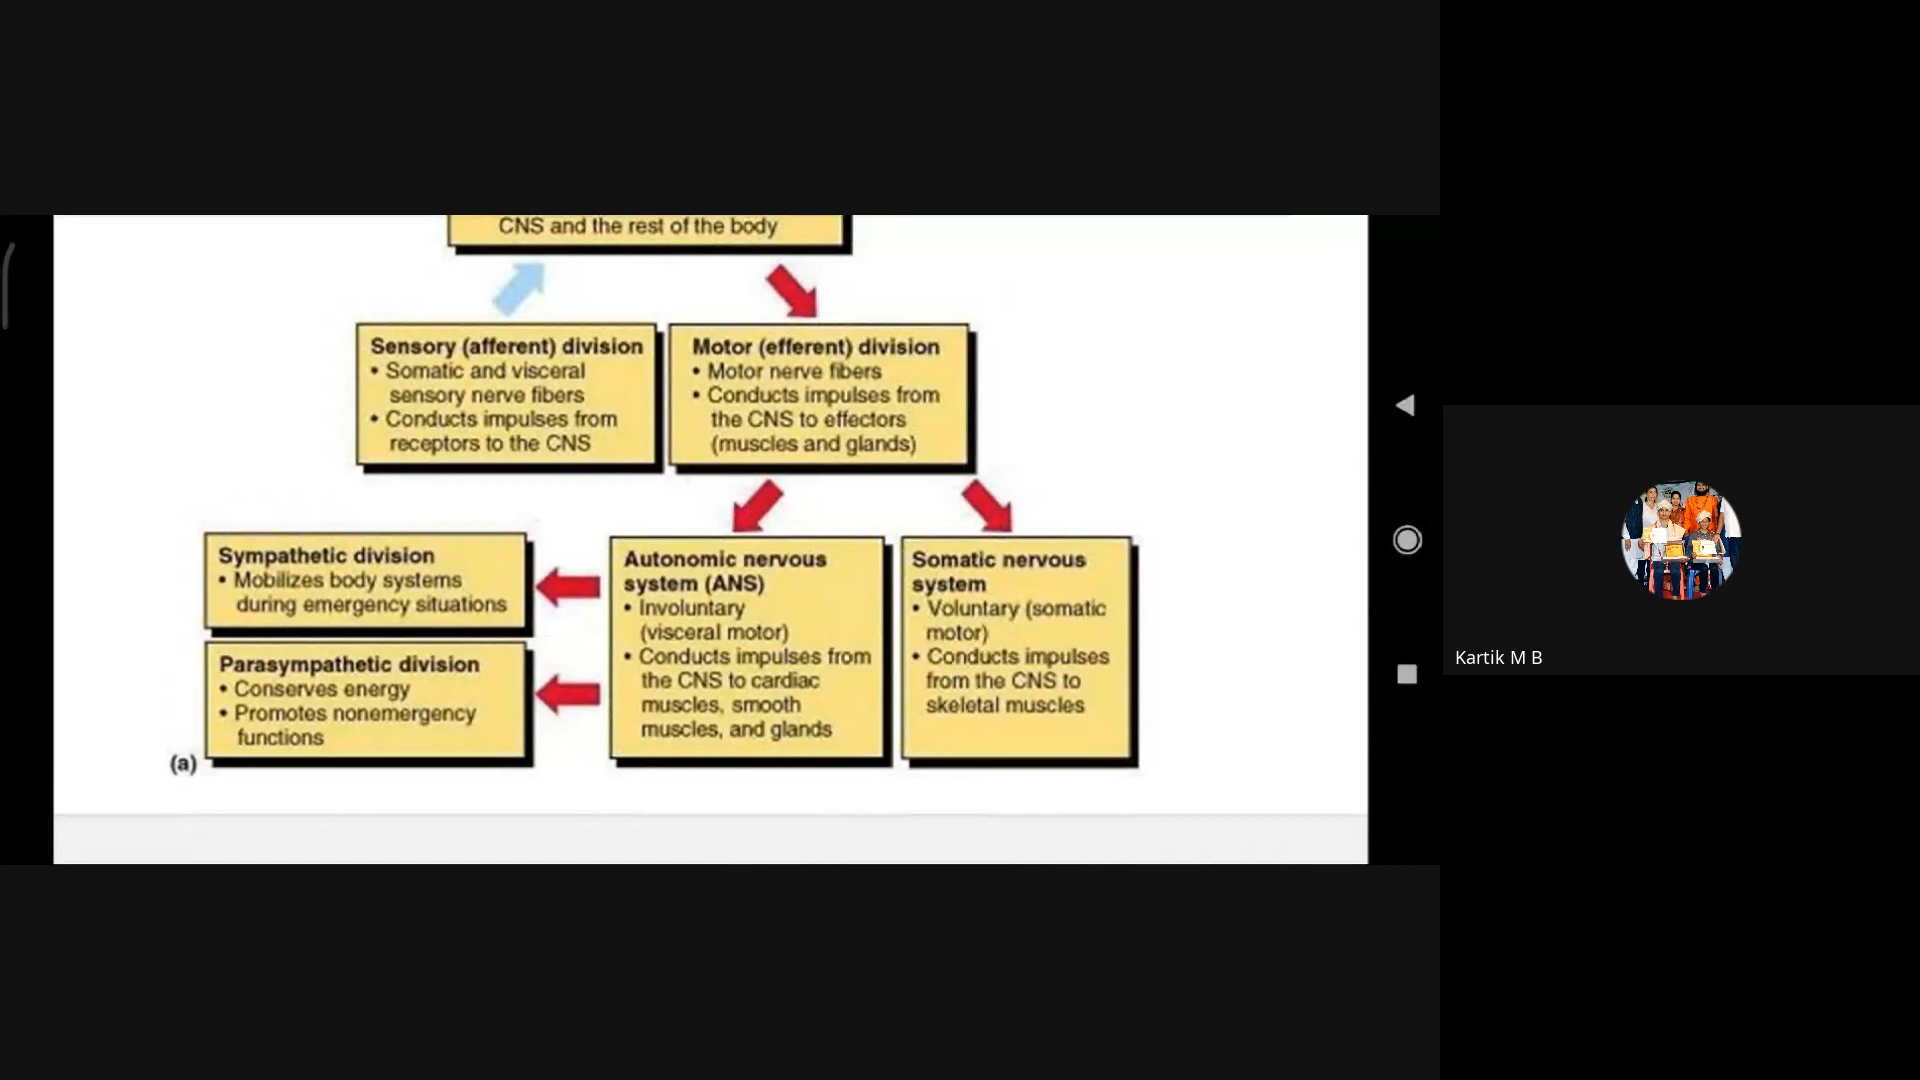 CNS and the rest of the body
Sensory (afferent) division
• Somatic and visceral
sensory nerve fibers
• Conducts impulses from
receptors to the CNS
Motor (efferent) division
• Motor nerve fibers
• Conducts impulses from
the CNS to effectors
(muscles and glands)
Sympathetic division
• Mobilizes body systems
during emergency situations
Parasympathetic division
• Conserves energy
• Promotes nonemergency
functions
Autonomic nervous
system (ANS)
• Involuntary
(visceral motor)
• Conducts impulses from
the CNS to cardiac
muscles, smooth
muscles, and glands
Somatic nervous
system
• Voluntary (somatic
motor)
• Conducts impulses
from the CNS to
skeletal muscles
(a)
Kartik M B